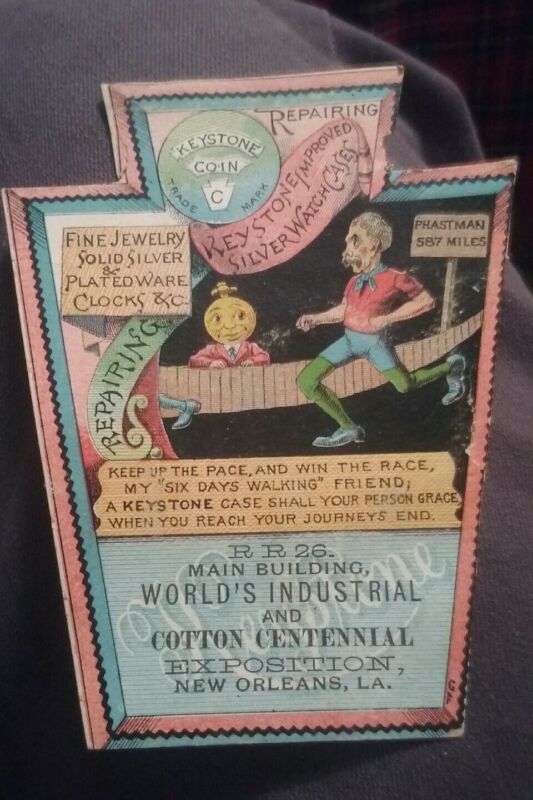 REPAIRING
KEYSTONE
COIN
C
TRADE MARK
KEYSTONE IMPROVED
SILVER WATCH CASES
FINE JEWELRY
SOLID SILVER
&
PLATED WARE
CLOCKS &C.
PHASTMAN
587 MILES
REPAIRING
KEEP UP THE PACE, AND WIN THE RACE,
MY "SIX DAYS WALKING" FRIEND;
A KEYSTONE CASE SHALL YOUR PERSON GRACE,
WHEN YOU REACH YOUR JOURNEYS END.
Keystone
R R 26.
MAIN BUILDING,
WORLD'S INDUSTRIAL
AND
COTTON CENTENNIAL
EXPOSITION,
NEW ORLEANS, LA.